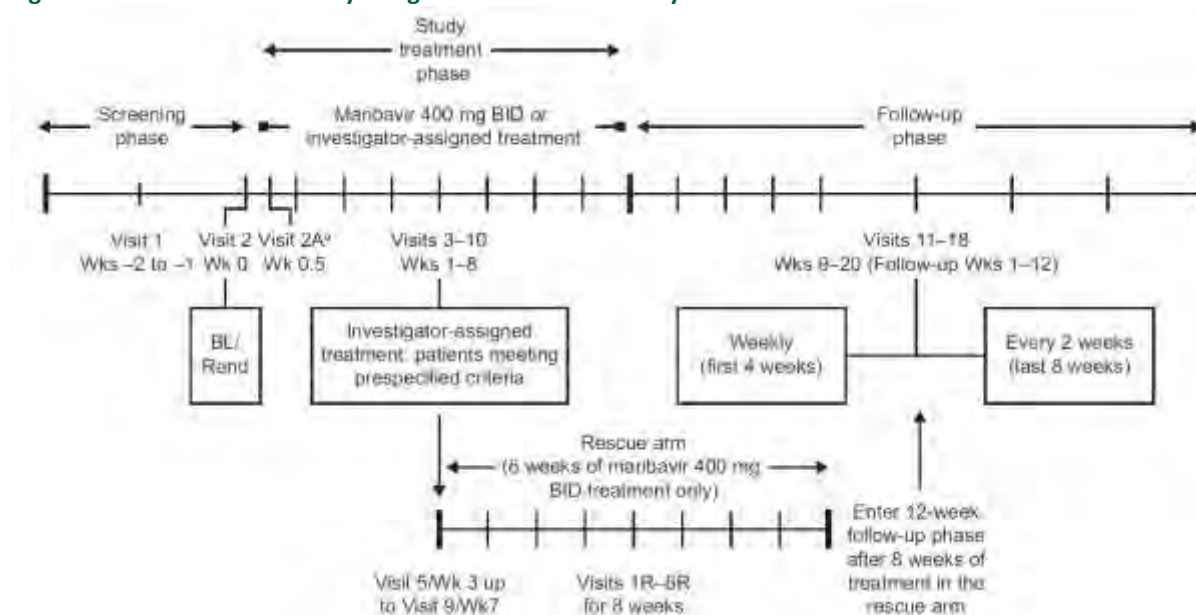 Study
treatment
phase
Screening
phase
Maribavir 400 mg BID or
investigator-assigned treatment
Follow-up
phase
Visit 1
Wks –2 to –1
Visit 2
Wk 0
Visit 2Aᵃ
Wk 0.5
Visits 3–10
Wks 1–8
Visits 11–18
Wks 9–20 (Follow-up Wks 1–12)
BL/
Rand
Investigator-assigned
treatment: patients meeting
prespecified criteria
Weekly
(first 4 weeks)
Every 2 weeks
(last 8 weeks)
Rescue arm
(8 weeks of maribavir 400 mg
BID treatment only)
Enter 12-week
follow-up phase
after 8 weeks of
treatment in the
rescue arm
Visit 5/Wk 3 up
to Visit 9/Wk7
Visits 1R–8R
for 8 weeks